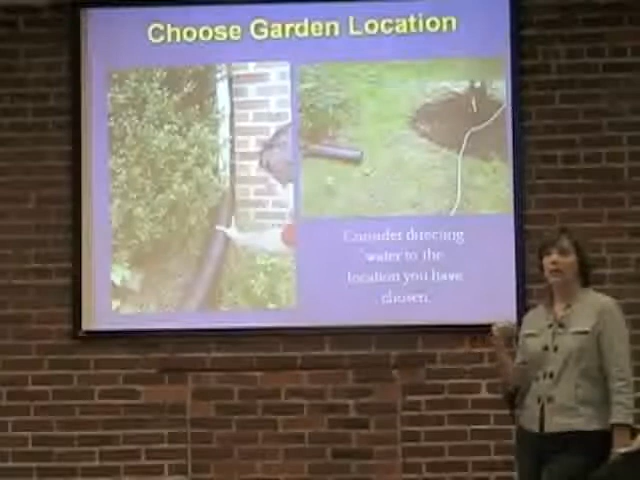 Choose Garden Location
Consider directing
water to the
location you have
chosen.